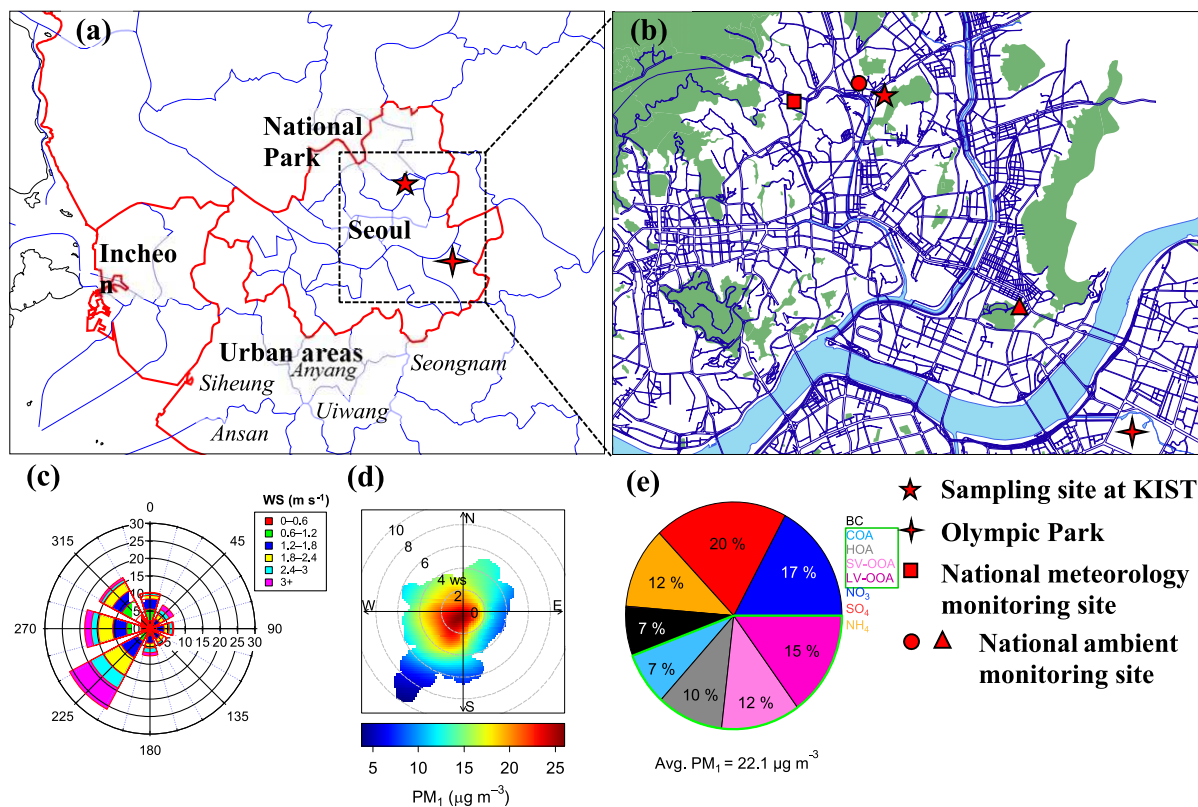 (a)
National
Park
Seoul
Incheo
n
Urban areas
Anyang
Seongnam
Siheung
Uiwang
Ansan
(b)
(c)
WS (m s⁻¹)
0–0.6
0.6–1.2
1.2–1.8
1.8–2.4
2.4–3
3+
0
45
90
135
180
225
270
315
30
25
20
15
10
5
0
5 10 15 20 25 30
(d)
N
E
S
W
10
8
6
4 ws
2
0
5 10 15 20 25
PM₁ (µg m⁻³)
(e)
20 %
17 %
15 %
12 %
10 %
7 %
7 %
12 %
BC
COA
HOA
SV-OOA
LV-OOA
NO₃
SO₄
NH₄
Avg. PM₁ = 22.1 µg m⁻³
Sampling site at KIST
Olympic Park
National meteorology
monitoring site
National ambient
monitoring site